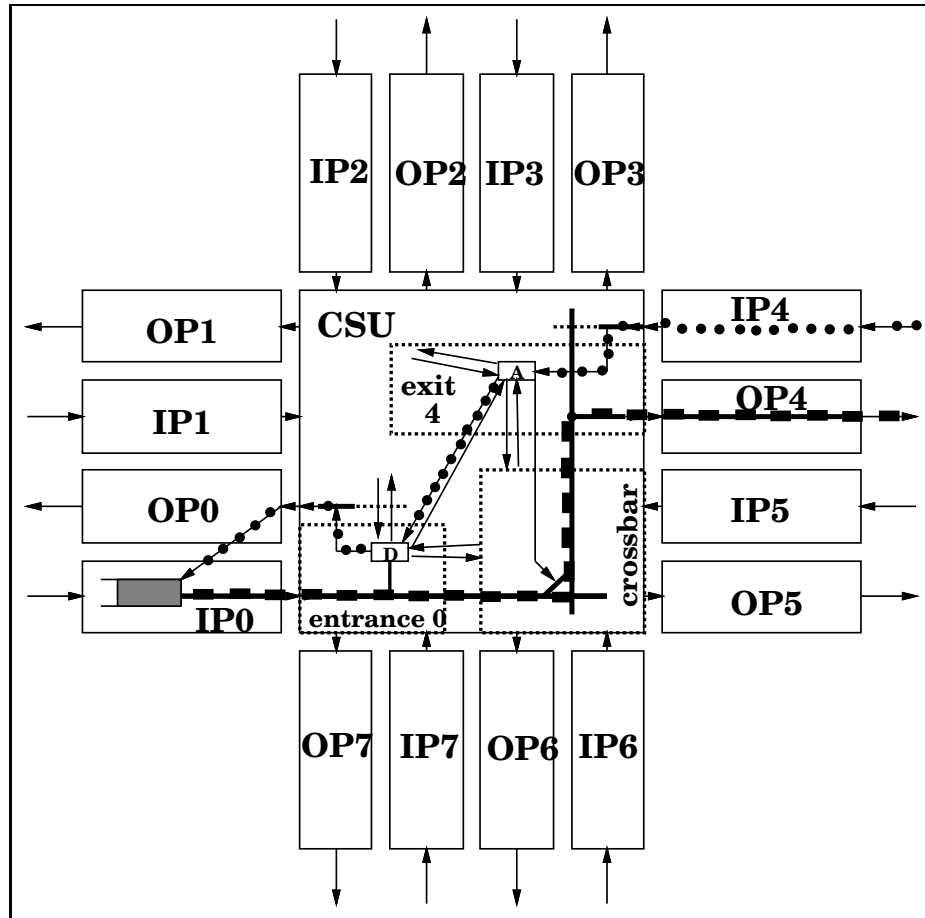 IP2
OP2
IP3
OP3
OP1
CSU
IP4
exit
4
A
IP1
OP4
OP0
D
crossbar
IP5
IP0
entrance 0
OP5
OP7
IP7
OP6
IP6